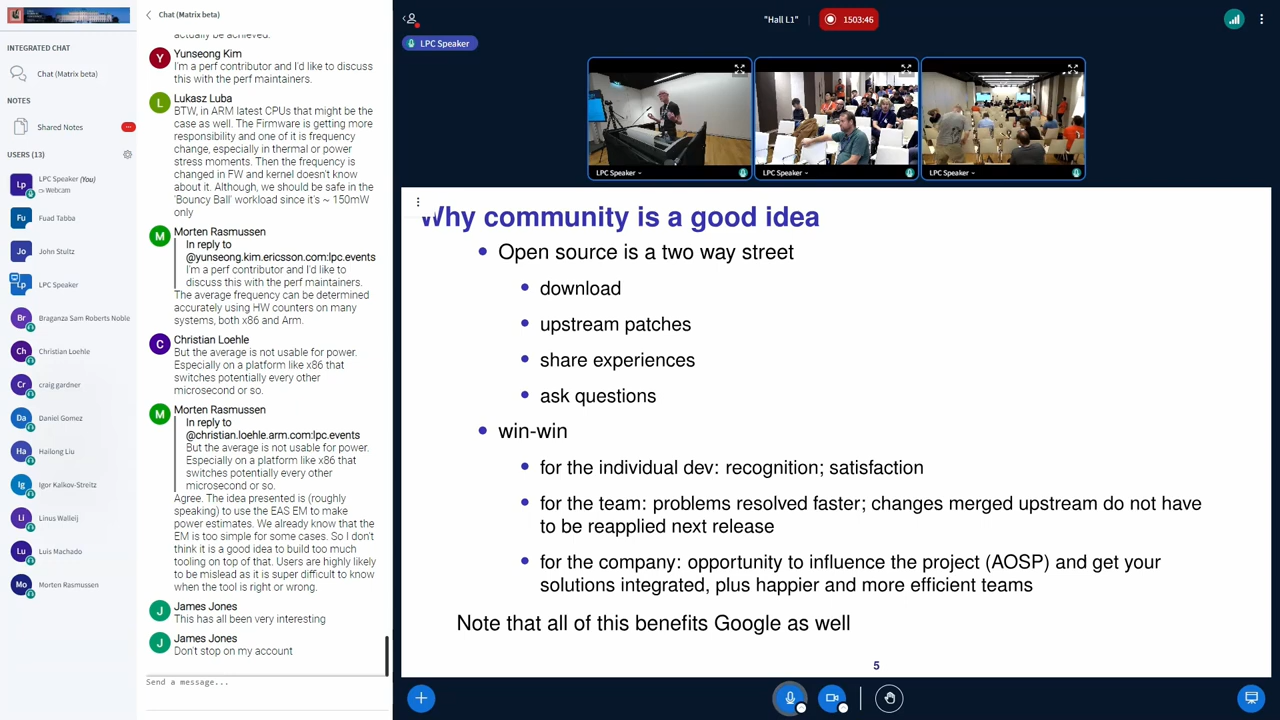 INTEGRATED CHAT
Chat (Matrix beta)
NOTES
Shared Notes
USERS (13)
Lp
LPC Speaker (You)
Webcam
Fu
Fuad Tabba
Jo
John Stultz
Lp
LPC Speaker
Br
Braganza Sam Roberts Noble
Ch
Christian Loehle
Cr
craig gardner
Da
Daniel Gomez
Ha
Hailong Liu
Ig
Igor Kalkov-Streitz
Li
Linus Walleij
Lu
Luis Machado
Mo
Morten Rasmussen
Chat (Matrix beta)
actually be achieved.
Y
Yunseong Kim
I'm a perf contributor and I'd like to discuss
this with the perf maintainers.
L
Lukasz Luba
BTW, in ARM latest CPUs that might be the
case as well. The Firmware is getting more
responsibility and one of it is frequency
change, especially in thermal or power
stress moments. Then the frequency is
changed in FW and kernel doesn't know
about it. Although, we should be safe in the
'Bouncy Ball' workload since it's ~ 150mW
only
M
Morten Rasmussen
In reply to
@yunseong.kim.ericsson.com:lpc.events
I'm a perf contributor and I'd like to
discuss this with the perf maintainers.
The average frequency can be determined
accurately using HW counters on many
systems, both x86 and Arm.
C
Christian Loehle
But the average is not usable for power.
Especially on a platform like x86 that
switches potentially every other
microsecond or so.
M
Morten Rasmussen
In reply to
@christian.loehle.arm.com:lpc.events
But the average is not usable for power.
Especially on a platform like x86 that
switches potentially every other
microsecond or so.
Agree. The idea presented is (roughly
speaking) to use the EAS EM to make
power estimates. We already know that the
EM is too simple for some cases. So I don't
think it is a good idea to build too much
tooling on top of that. Users are highly likely
to be mislead as it is super difficult to know
when the tool is right or wrong.
J
James Jones
This has all been very interesting
J
James Jones
Don't stop on my account
Send a message...
"Hall L1"
1503:46
LPC Speaker
LPC Speaker
LPC Speaker
LPC Speaker
Why community is a good idea
• Open source is a two way street
• download
• upstream patches
• share experiences
• ask questions
• win-win
• for the individual dev: recognition; satisfaction
• for the team: problems resolved faster; changes merged upstream do not have
to be reapplied next release
• for the company: opportunity to influence the project (AOSP) and get your
solutions integrated, plus happier and more efficient teams
Note that all of this benefits Google as well
5